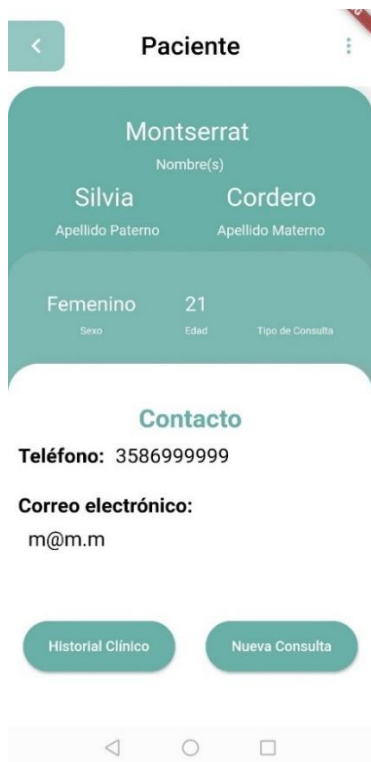 Paciente
Montserrat
Nombre(s)
Silvia Cordero
Apellido Paterno Apellido Materno
Femenino 21
Sexo Edad Tipo de Consulta
Contacto
Teléfono: 3586999999
Correo electrónico:
m@m.m
Historial Clínico Nueva Consulta